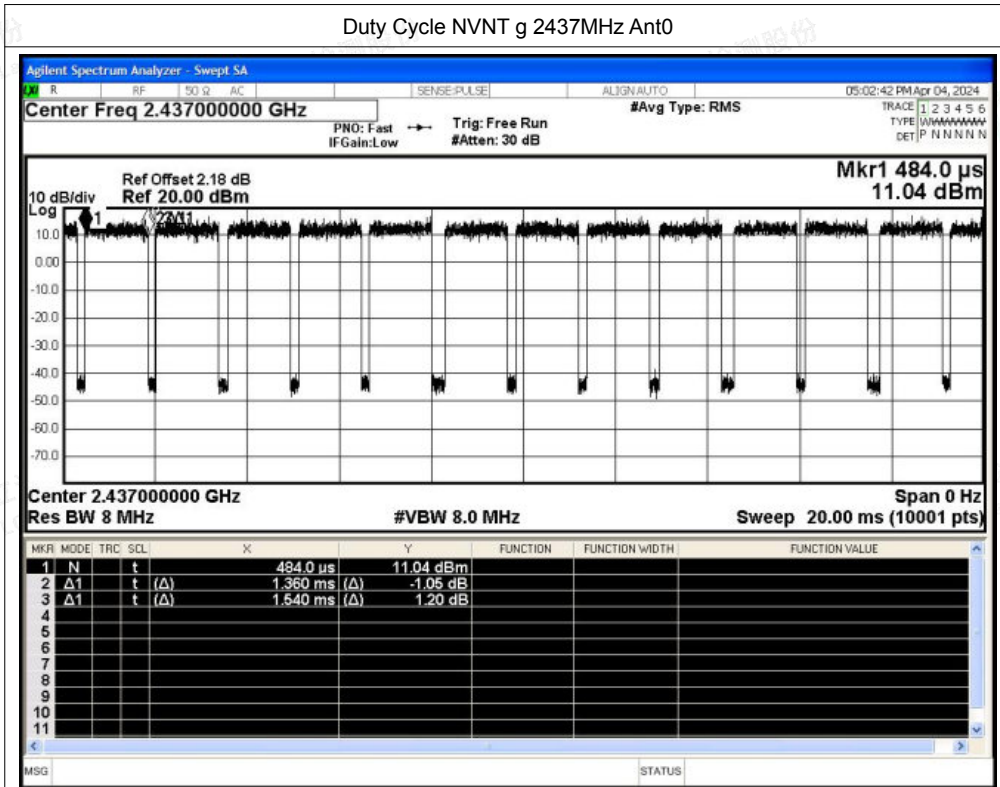 Duty Cycle NVNT g 2437MHz Ant0
Agilent Spectrum Analyzer - Swept SA
R RF 50 Ω AC SENSE:PULSE ALIGN AUTO 05:02:42 PM Apr 04, 2024
Center Freq 2.437000000 GHz #Avg Type: RMS TRACE 1 2 3 4 5 6
PNO: Fast Trig: Free Run TYPE
IFGain:Low #Atten: 30 dB DET P N N N N N
Mkr1 484.0 µs
Ref Offset 2.18 dB
10 dB/div Ref 20.00 dBm 11.04 dBm
Log
1
10.0
0.00
-10.0
-20.0
-30.0
-40.0
-50.0
-60.0
-70.0
Center 2.437000000 GHz Span 0 Hz
Res BW 8 MHz #VBW 8.0 MHz Sweep 20.00 ms (10001 pts)
MKR MODE TRC SCL X Y FUNCTION FUNCTION WIDTH FUNCTION VALUE
1 N t 484.0 µs 11.04 dBm
2 Δ1 t (Δ) 1.360 ms (Δ) -1.05 dB
3 Δ1 t (Δ) 1.540 ms (Δ) 1.20 dB
4
5
6
7
8
9
10
11
MSG STATUS